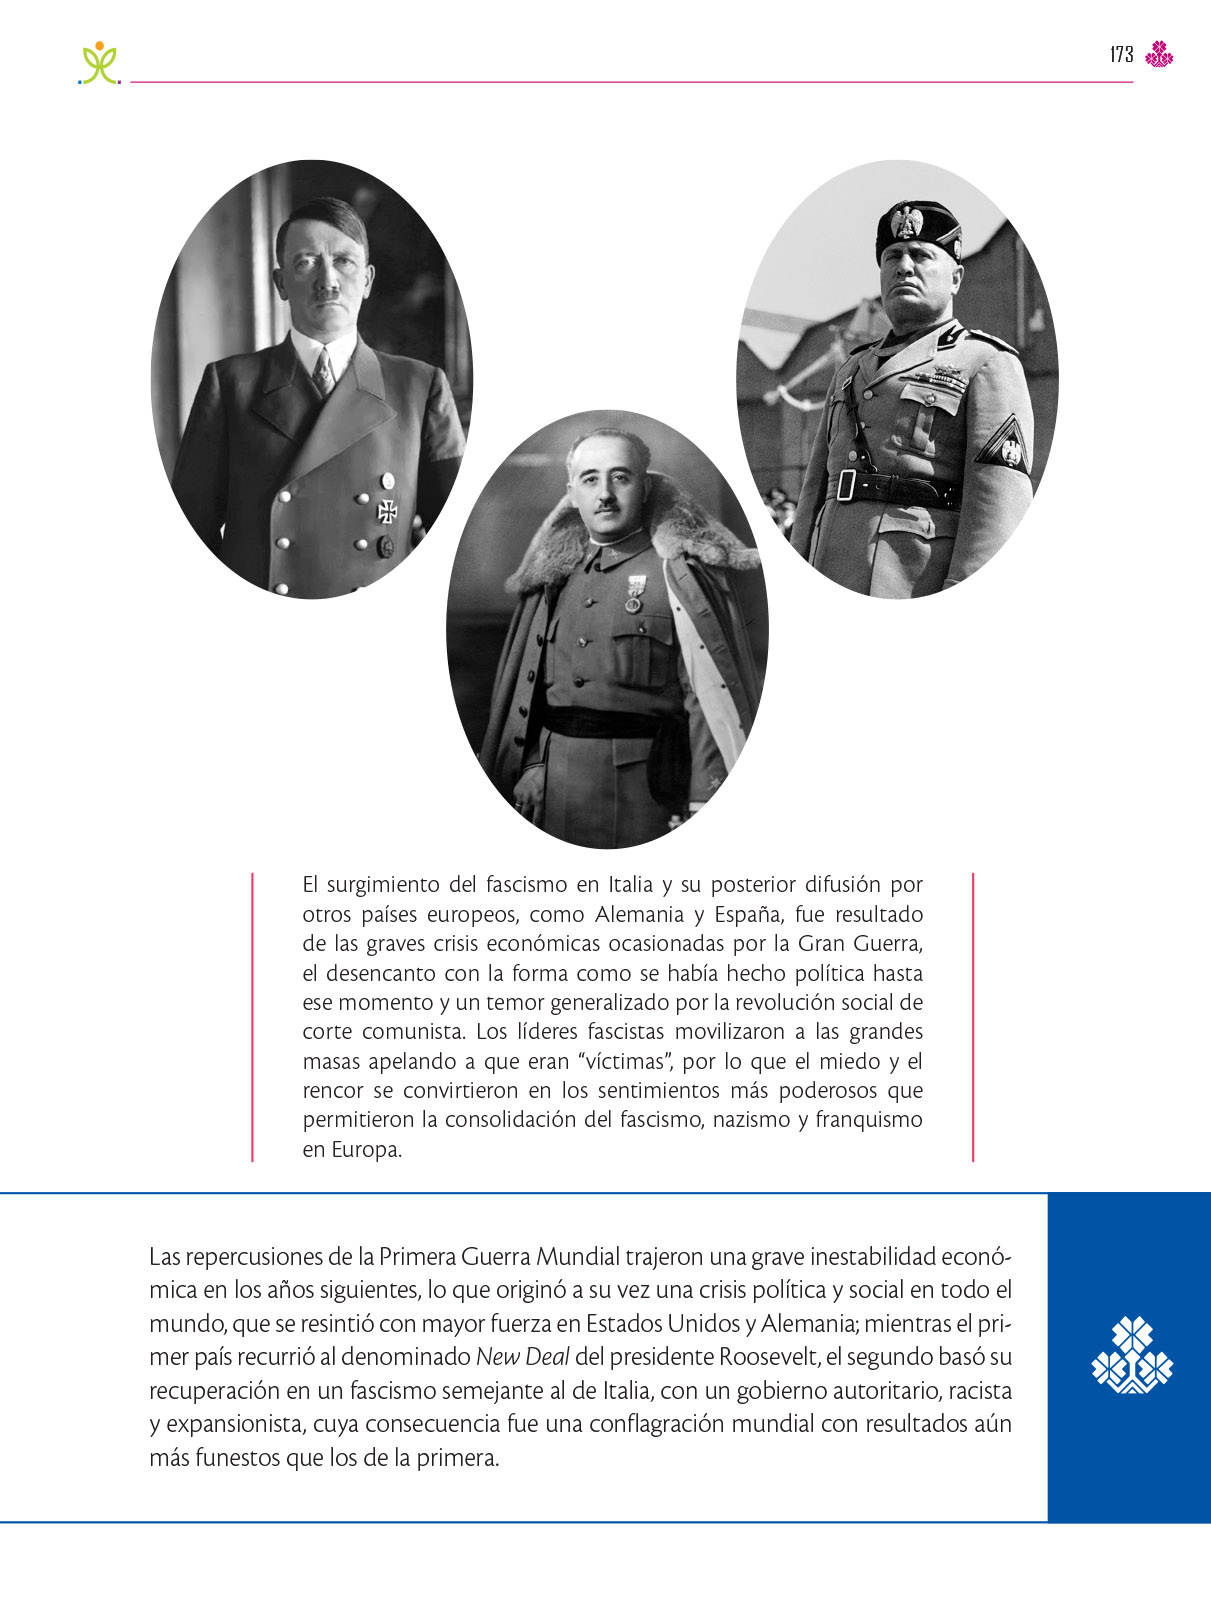 173
El surgimiento del fascismo en Italia y su posterior difusión por
otros países europeos, como Alemania y España, fue resultado
de las graves crisis económicas ocasionadas por la Gran Guerra,
el desencanto con la forma como se había hecho política hasta
ese momento y un temor generalizado por la revolución social de
corte comunista. Los líderes fascistas movilizaron a las grandes
masas apelando a que eran “víctimas”, por lo que el miedo y el
rencor se convirtieron en los sentimientos más poderosos que
permitieron la consolidación del fascismo, nazismo y franquismo
en Europa.
Las repercusiones de la Primera Guerra Mundial trajeron una grave inestabilidad econó-
mica en los años siguientes, lo que originó a su vez una crisis política y social en todo el
mundo, que se resintió con mayor fuerza en Estados Unidos y Alemania; mientras el pri-
mer país recurrió al denominado New Deal del presidente Roosevelt, el segundo basó su
recuperación en un fascismo semejante al de Italia, con un gobierno autoritario, racista
y expansionista, cuya consecuencia fue una conflagración mundial con resultados aún
más funestos que los de la primera.